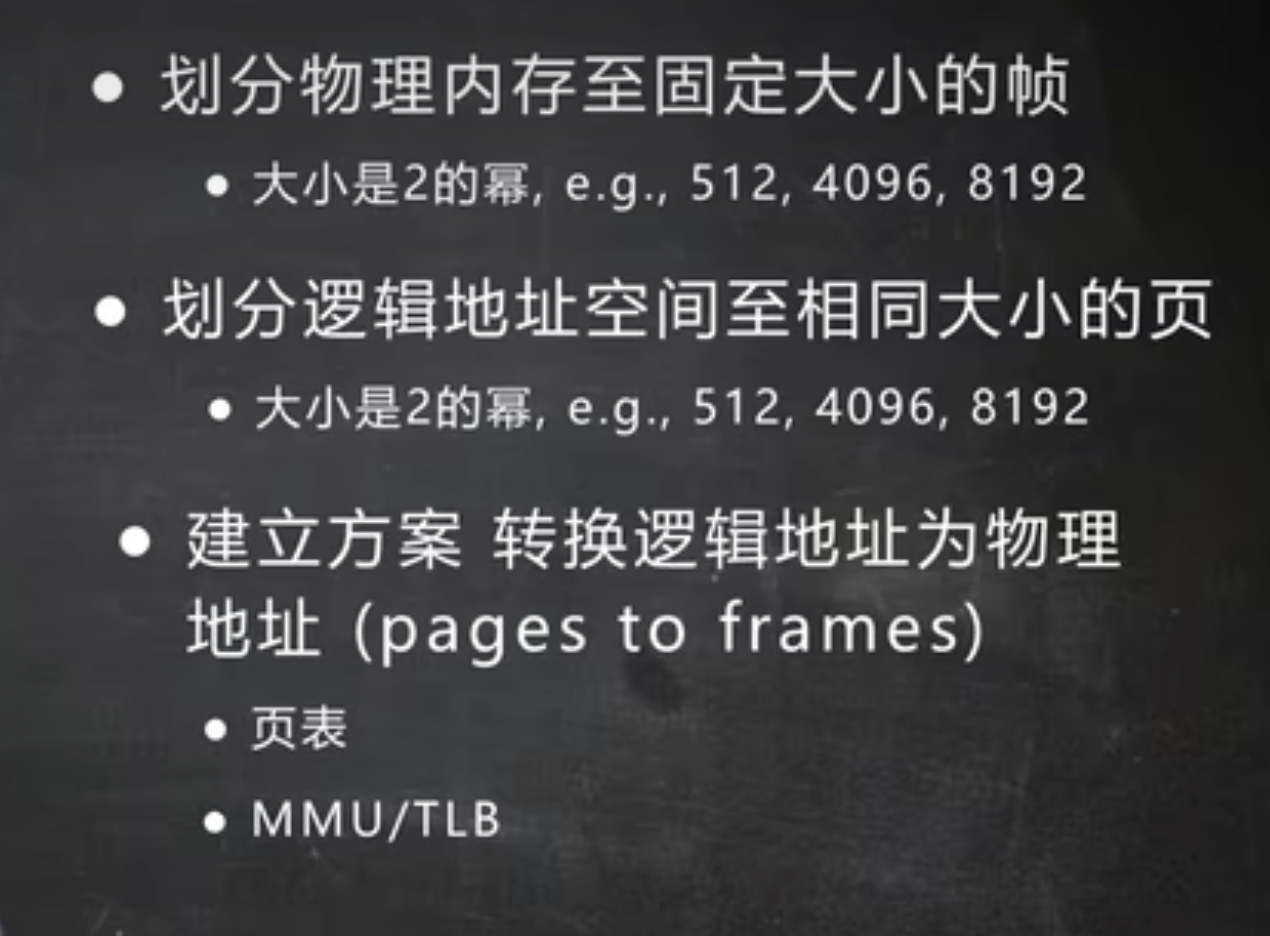 划分物理内存至固定大小的帧
大小是2的幂, e.g., 512, 4096, 8192
划分逻辑地址空间至相同大小的页
大小是2的幂, e.g., 512, 4096, 8192
建立方案 转换逻辑地址为物理
地址 (pages to frames)
页表
MMU/TLB